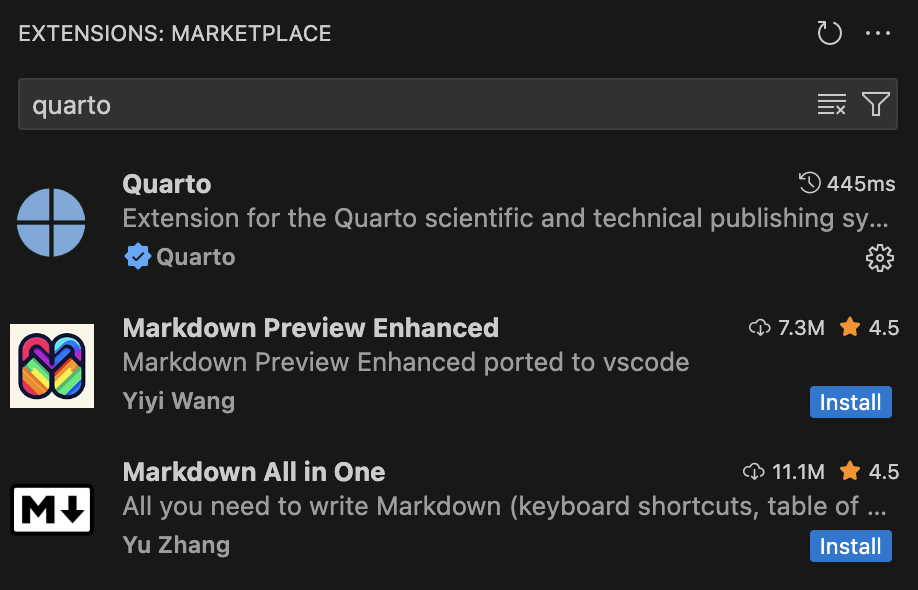 EXTENSIONS: MARKETPLACE
quarto
Quarto 445ms
Extension for the Quarto scientific and technical publishing sy...
Quarto
Markdown Preview Enhanced 7.3M 4.5
Markdown Preview Enhanced ported to vscode
Yiyi Wang Install
Markdown All in One 11.1M 4.5
All you need to write Markdown (keyboard shortcuts, table of ...
M
Yu Zhang Install